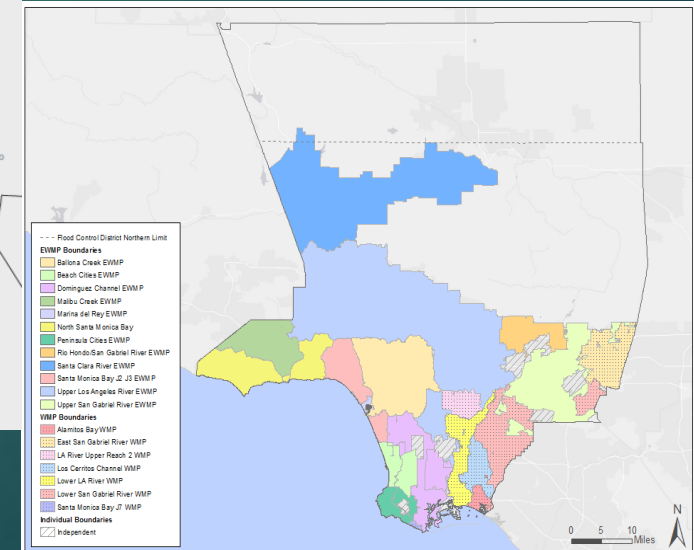 Flood Control District Northern Limit
EWMP Boundaries
Ballona Creek EWMP
Beach Cities EWMP
Dominguez Channel EWMP
Malibu Creek EWMP
Marina del Rey EWMP
North Santa Monica Bay
Peninsula Cities EWMP
Rio Hondo/San Gabriel River EWMP
Santa Clara River EWMP
Santa Monica Bay J2 J3 EWMP
Upper Los Angeles River EWMP
Upper San Gabriel River EWMP
WMP Boundaries
Alamitos Bay WMP
East San Gabriel River WMP
LA River Upper Reach 2 WMP
Los Cerritos Channel WMP
Lower LA River WMP
Lower San Gabriel River WMP
Santa Monica Bay J7 WMP
Individual Boundaries
Independent
N
0 5 10
Miles